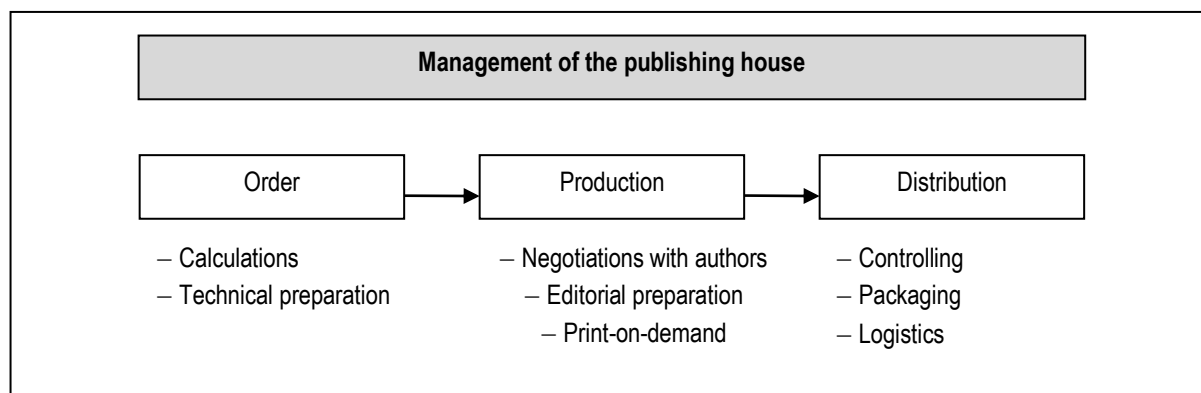 Management of the publishing house
Order
Production
Distribution
– Calculations
– Technical preparation
– Negotiations with authors
– Editorial preparation
– Print-on-demand
– Controlling
– Packaging
– Logistics